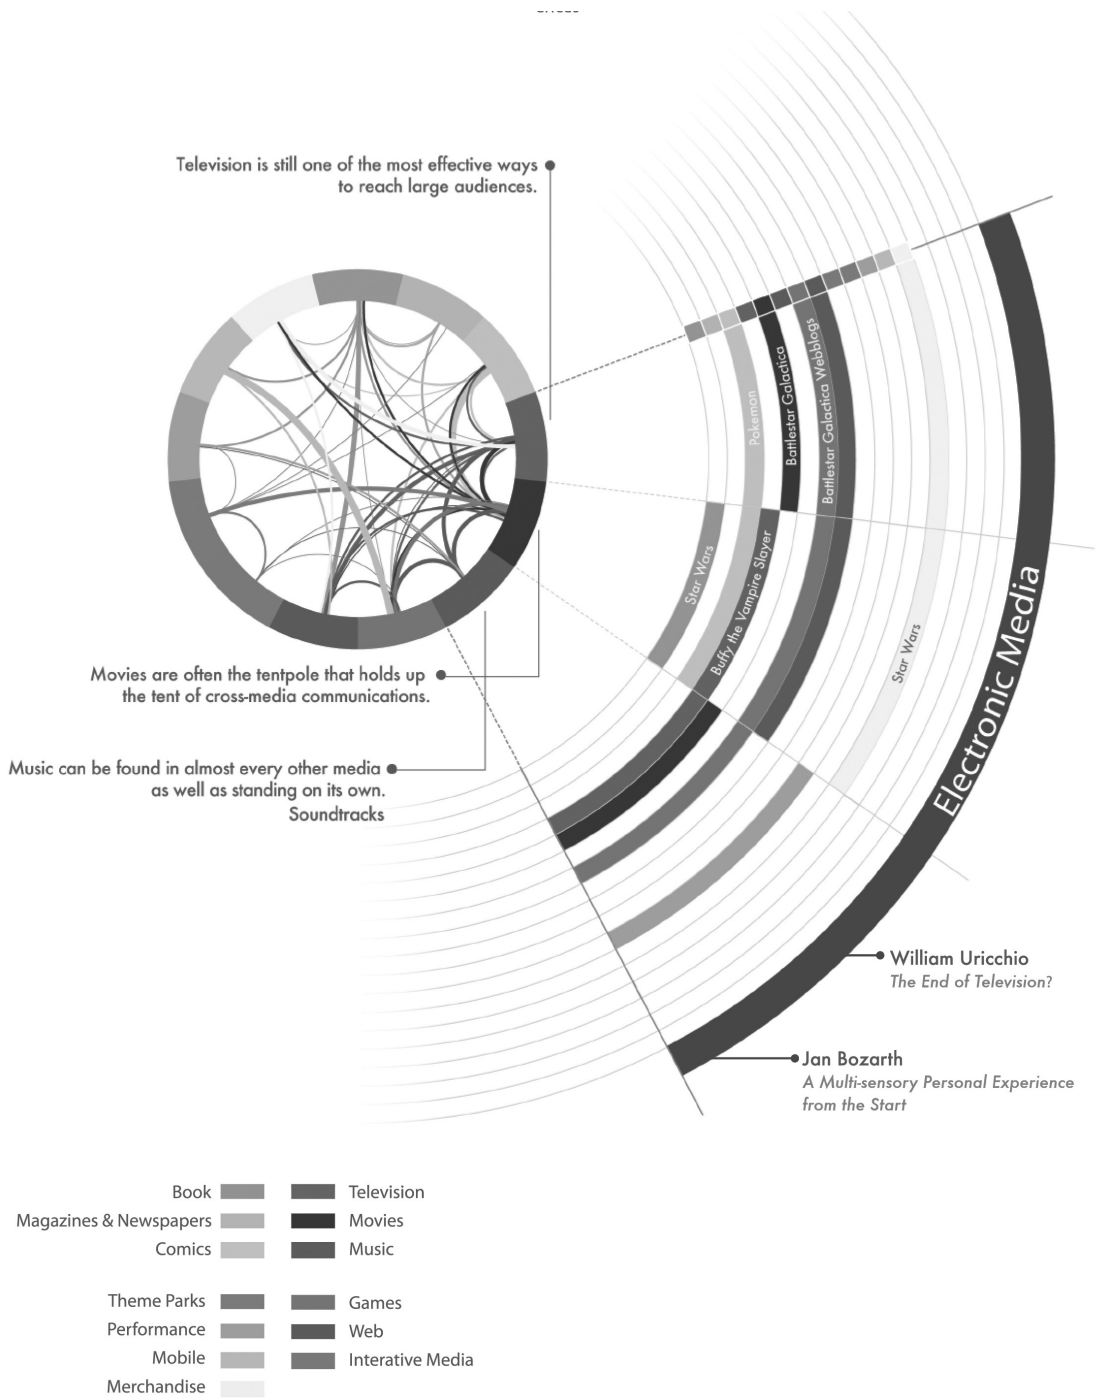 Television is still one of the most effective ways
to reach large audiences.
Pokemon
Battlestar Galactica
Battlestar Galactica Webblogs
Star Wars
Buffy the Vampire Slayer
Star Wars
Electronic Media
Movies are often the tentpole that holds up
the tent of cross-media communications.
Music can be found in almost every other media
as well as standing on its own.
Soundtracks
William Uricchio
The End of Television?
Jan Bozarth
A Multi-sensory Personal Experience
from the Start
Book
Television
Magazines & Newspapers
Movies
Comics
Music
Theme Parks
Games
Performance
Web
Mobile
Interative Media
Merchandise